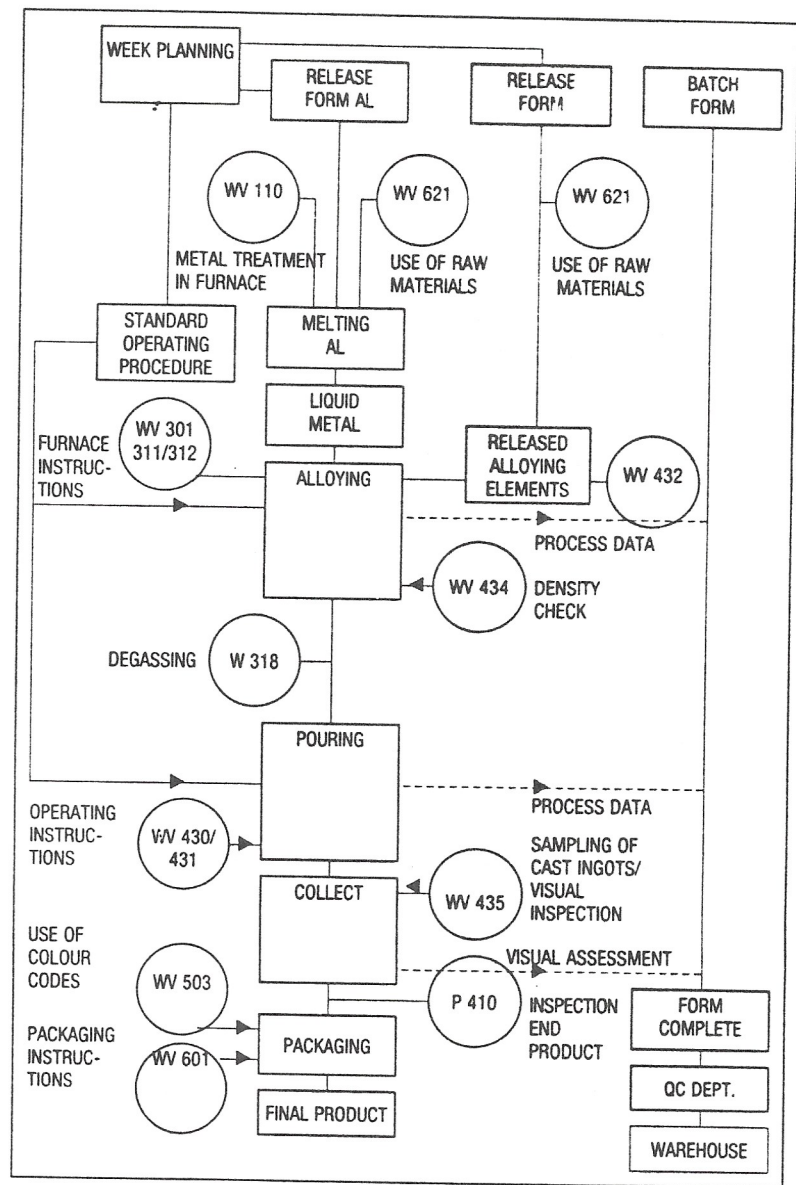 WEEK PLANNING
RELEASE
FORM AL
RELEASE
FORM
BATCH
FORM
WV 110
WV 621
WV 621
METAL TREATMENT
IN FURNACE
USE OF RAW
MATERIALS
USE OF RAW
MATERIALS
STANDARD
OPERATING
PROCEDURE
MELTING
AL
LIQUID
METAL
WV 301
311/312
FURNACE
INSTRUC-
TIONS
ALLOYING
RELEASED
ALLOYING
ELEMENTS
WV 432
PROCESS DATA
WV 434
DENSITY
CHECK
DEGASSING
W 318
POURING
PROCESS DATA
OPERATING
INSTRUC-
TIONS
WV 430/
431
SAMPLING OF
CAST INGOTS/
VISUAL
INSPECTION
COLLECT
WV 435
USE OF
COLOUR
CODES
VISUAL ASSESSMENT
WV 503
P 410
INSPECTION
END
PRODUCT
FORM
COMPLETE
PACKAGING
INSTRUC-
TIONS
WV 601
PACKAGING
QC DEPT.
FINAL PRODUCT
WAREHOUSE